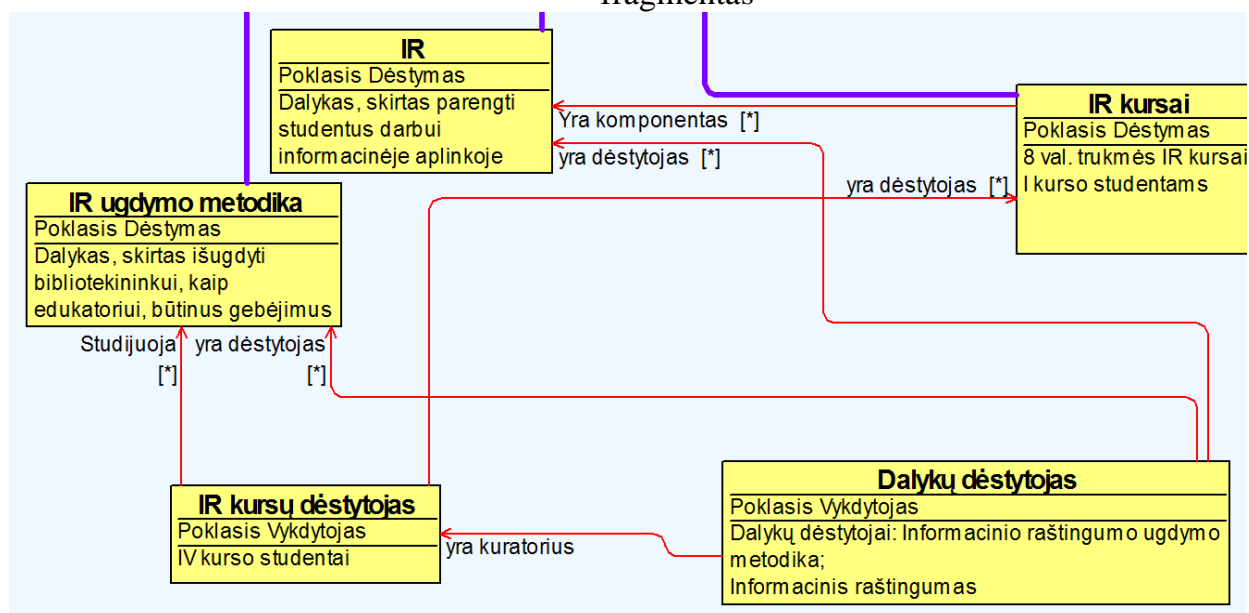 fragmentas
IR
Poklasis Dėstymas
Dalykas, skirtas parengti
studentus darbui
informacinėje aplinkoje
IR kursai
Poklasis Dėstymas
8 val. trukmės IR kursai
I kurso studentams
Yra komponentas [*]
yra dėstytojas [*]
yra dėstytojas [*]
IR ugdymo metodika
Poklasis Dėstymas
Dalykas, skirtas išugdyti
bibliotekininkui, kaip
edukatoriui, būtinus gebėjimus
Studijuoja
[*]
yra dėstytojas
[*]
IR kursų dėstytojas
Poklasis Vykdytojas
IV kurso studentai
yra kuratorius
Dalykų dėstytojas
Poklasis Vykdytojas
Dalykų dėstytojai: Informacinio raštingumo ugdymo
metodika;
Informacinis raštingumas